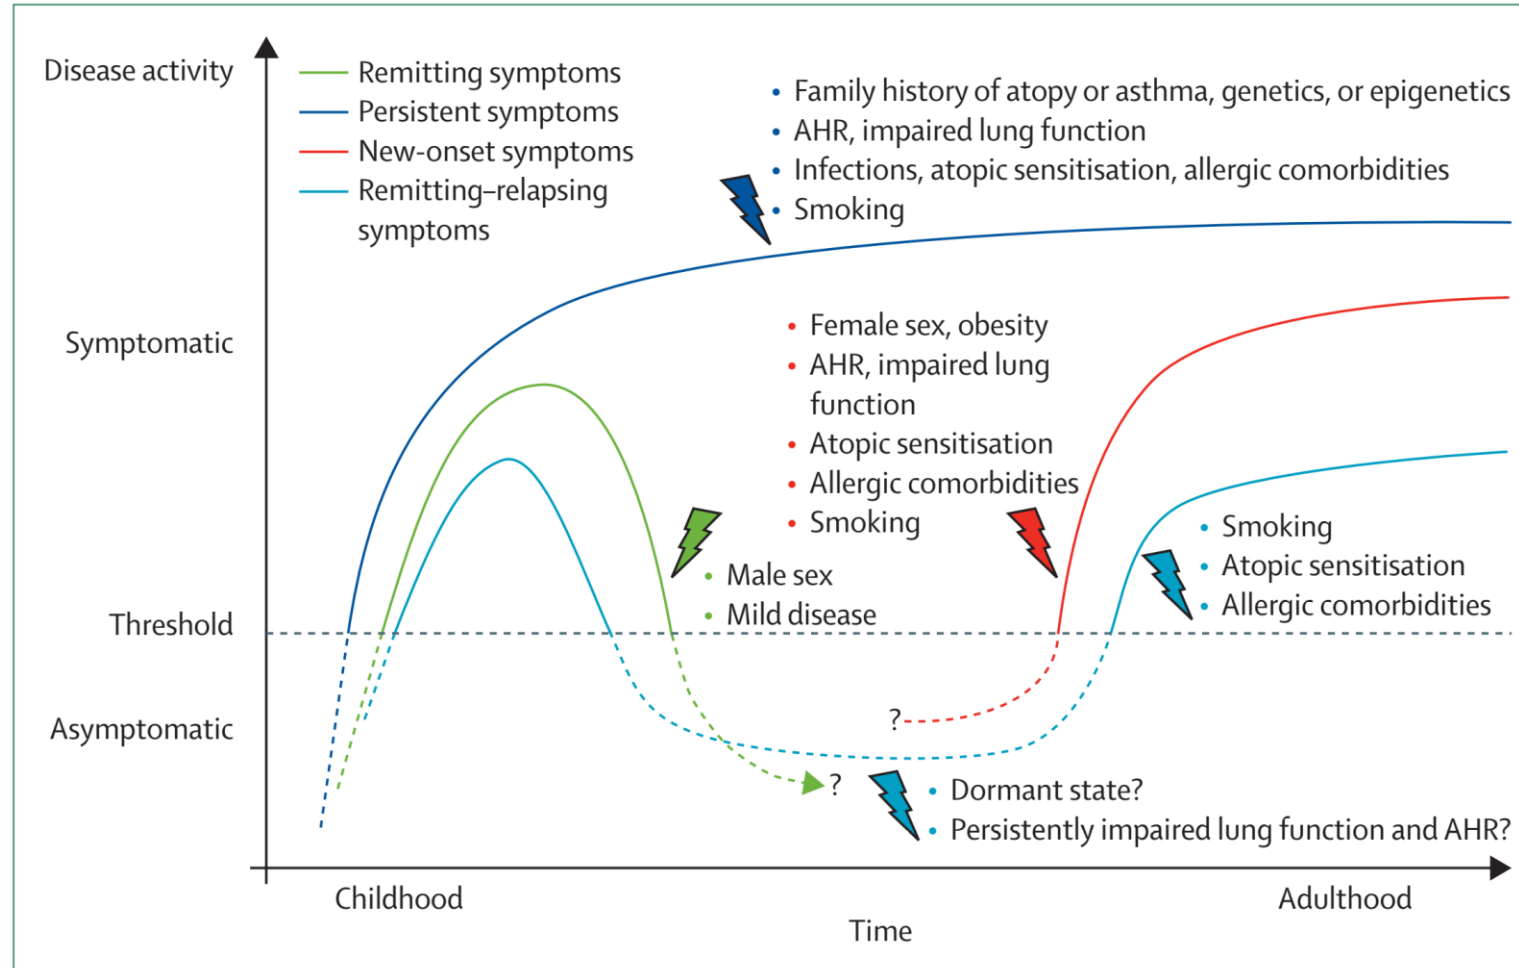 Disease activity
Remitting symptoms
Persistent symptoms
New-onset symptoms
Remitting–relapsing
symptoms
• Family history of atopy or asthma, genetics, or epigenetics
• AHR, impaired lung function
• Infections, atopic sensitisation, allergic comorbidities
• Smoking
Symptomatic
• Female sex, obesity
• AHR, impaired lung
function
• Atopic sensitisation
• Allergic comorbidities
• Smoking
• Male sex
• Mild disease
• Smoking
• Atopic sensitisation
• Allergic comorbidities
Threshold
Asymptomatic
?
?
• Dormant state?
• Persistently impaired lung function and AHR?
Childhood
Adulthood
Time